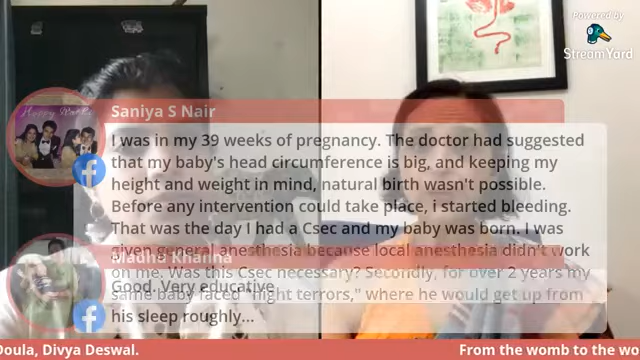 Powered by
StreamYard
Happy
Saniya S Nair
I was in my 39 weeks of pregnancy. The doctor had suggested
that my baby's head circumference is big, and keeping my
height and weight in mind, natural birth wasn't possible.
Before any intervention could take place, i started bleeding.
That was the day I had a Csec and my baby was born. I was
given general anesthesia because local anesthesia didn't work
on me. Was this Csec necessary? Secondly, for over 2 years my
same baby faced "night terrors," where he would get up from
his sleep roughly...
Madhu Khanna
Good. Very educative
Doula, Divya Deswal.
From the womb to the wo